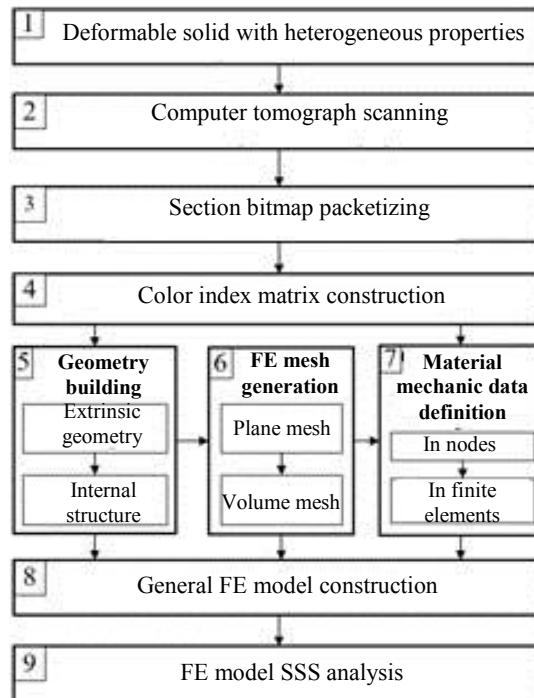 1
Deformable solid with heterogeneous properties
2
Computer tomograph scanning
3
Section bitmap packetizing
4
Color index matrix construction
5
Geometry
building
Extrinsic
geometry
Internal
structure
6
FE mesh
generation
Plane mesh
Volume mesh
7
Material
mechanic data
definition
In nodes
In finite
elements
8
General FE model construction
9
FE model SSS analysis